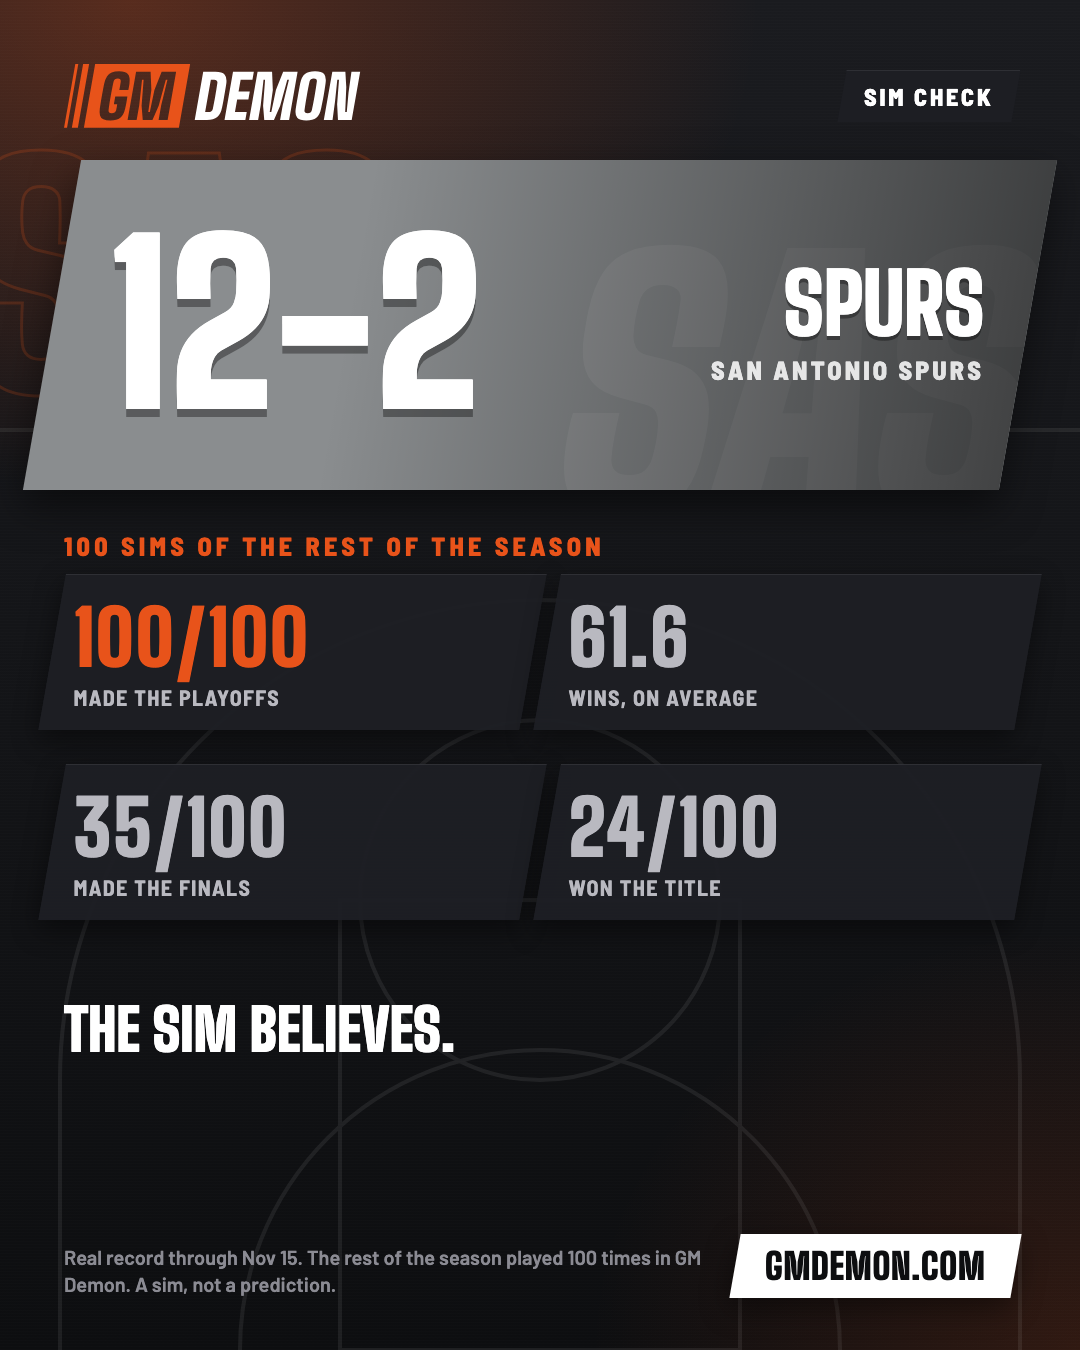 GM DEMON
SIM CHECK
12–2
SAS
SPURS
SAN ANTONIO SPURS
100 SIMS OF THE REST OF THE SEASON
100/100
MADE THE PLAYOFFS
61.6
WINS, ON AVERAGE
35/100
MADE THE FINALS
24/100
WON THE TITLE
THE SIM BELIEVES.
Real record through Nov 15. The rest of the season played 100 times in GM
Demon. A sim, not a prediction.
GMDEMON.COM